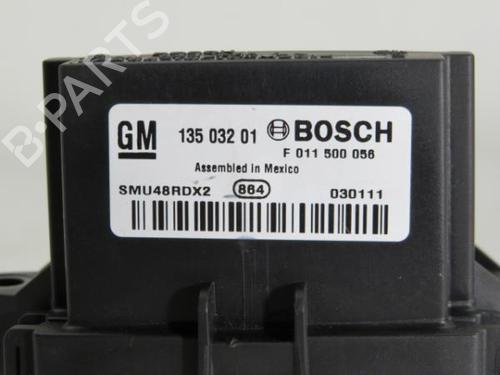 B-PARTS
GM 135 032 01 BOSCH
F 011 500 056
Assembled in Mexico
SMU48RDX2 864 030111